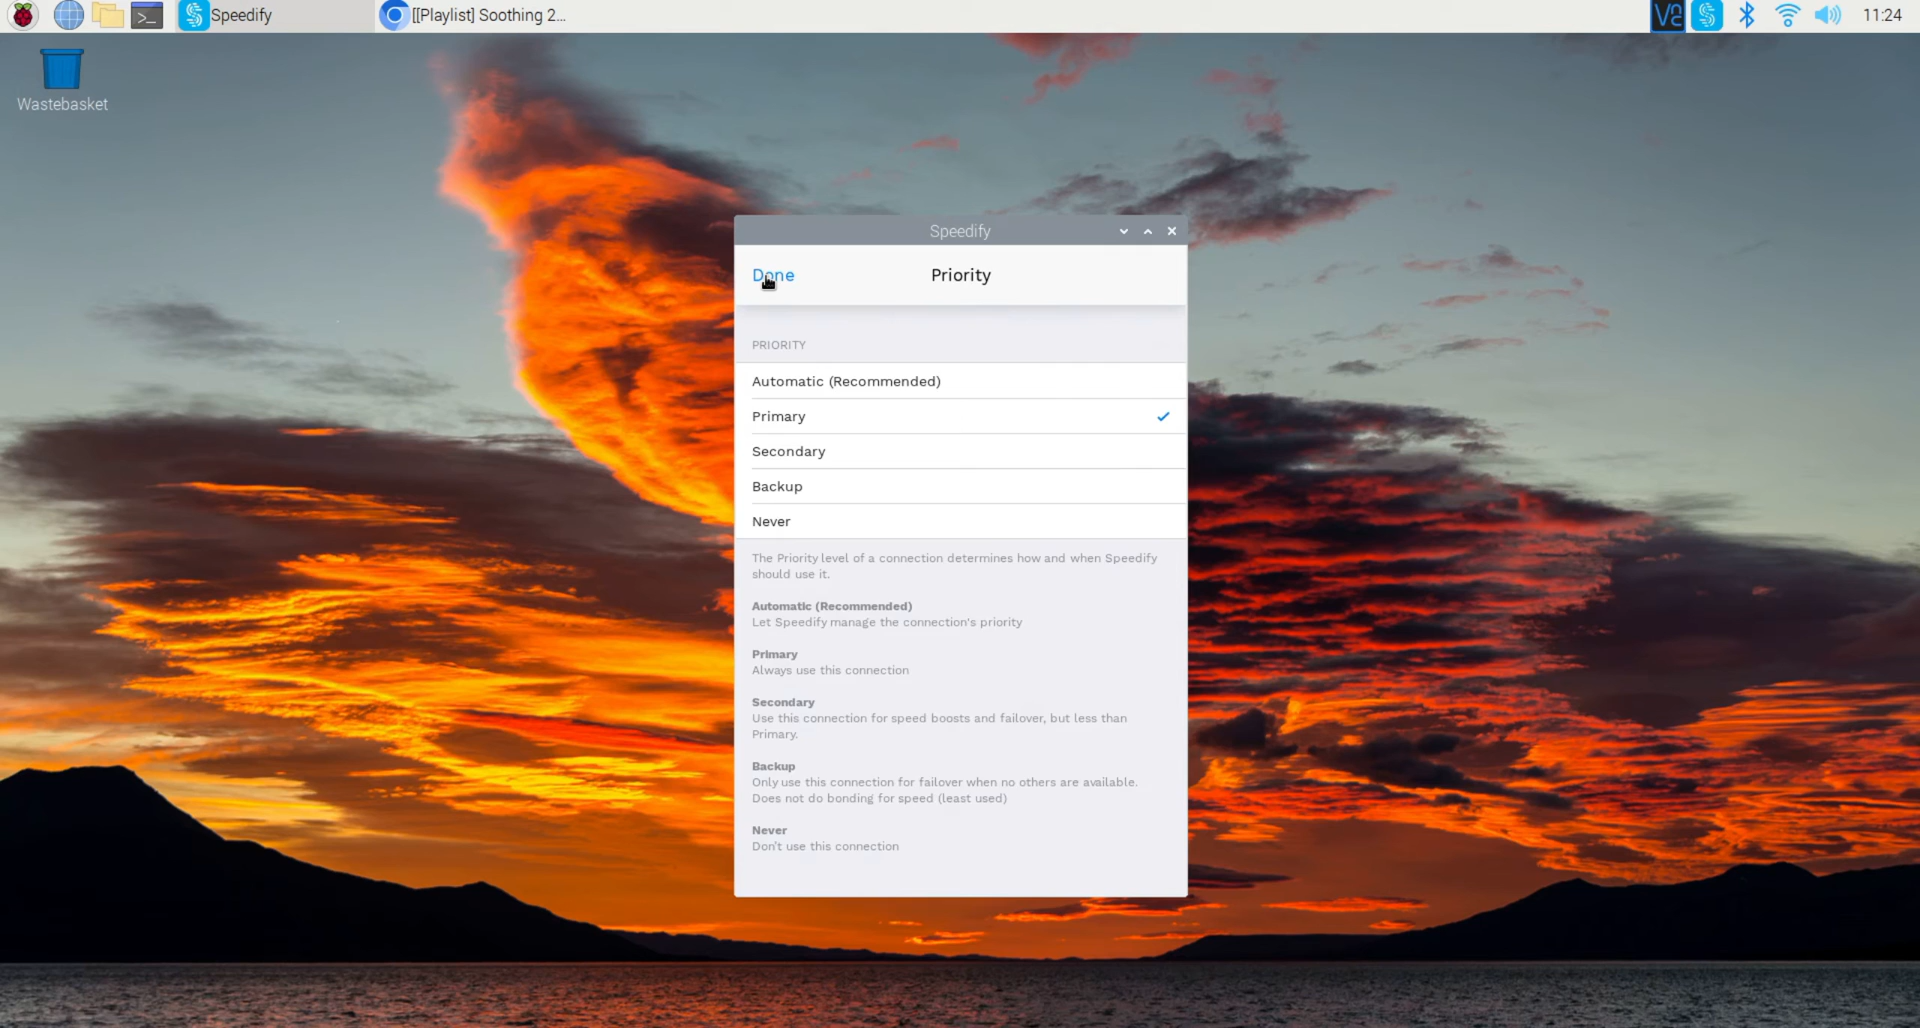 Speedify
[[Playlist] Soothing 2...
11:24
Wastebasket
Speedify
Done
Priority
PRIORITY
Automatic (Recommended)
Primary
Secondary
Backup
Never
The Priority level of a connection determines how and when Speedify
should use it.
Automatic (Recommended)
Let Speedify manage the connection's priority
Primary
Always use this connection
Secondary
Use this connection for speed boosts and failover, but less than
Primary.
Backup
Only use this connection for failover when no others are available.
Does not do bonding for speed (least used)
Never
Don't use this connection